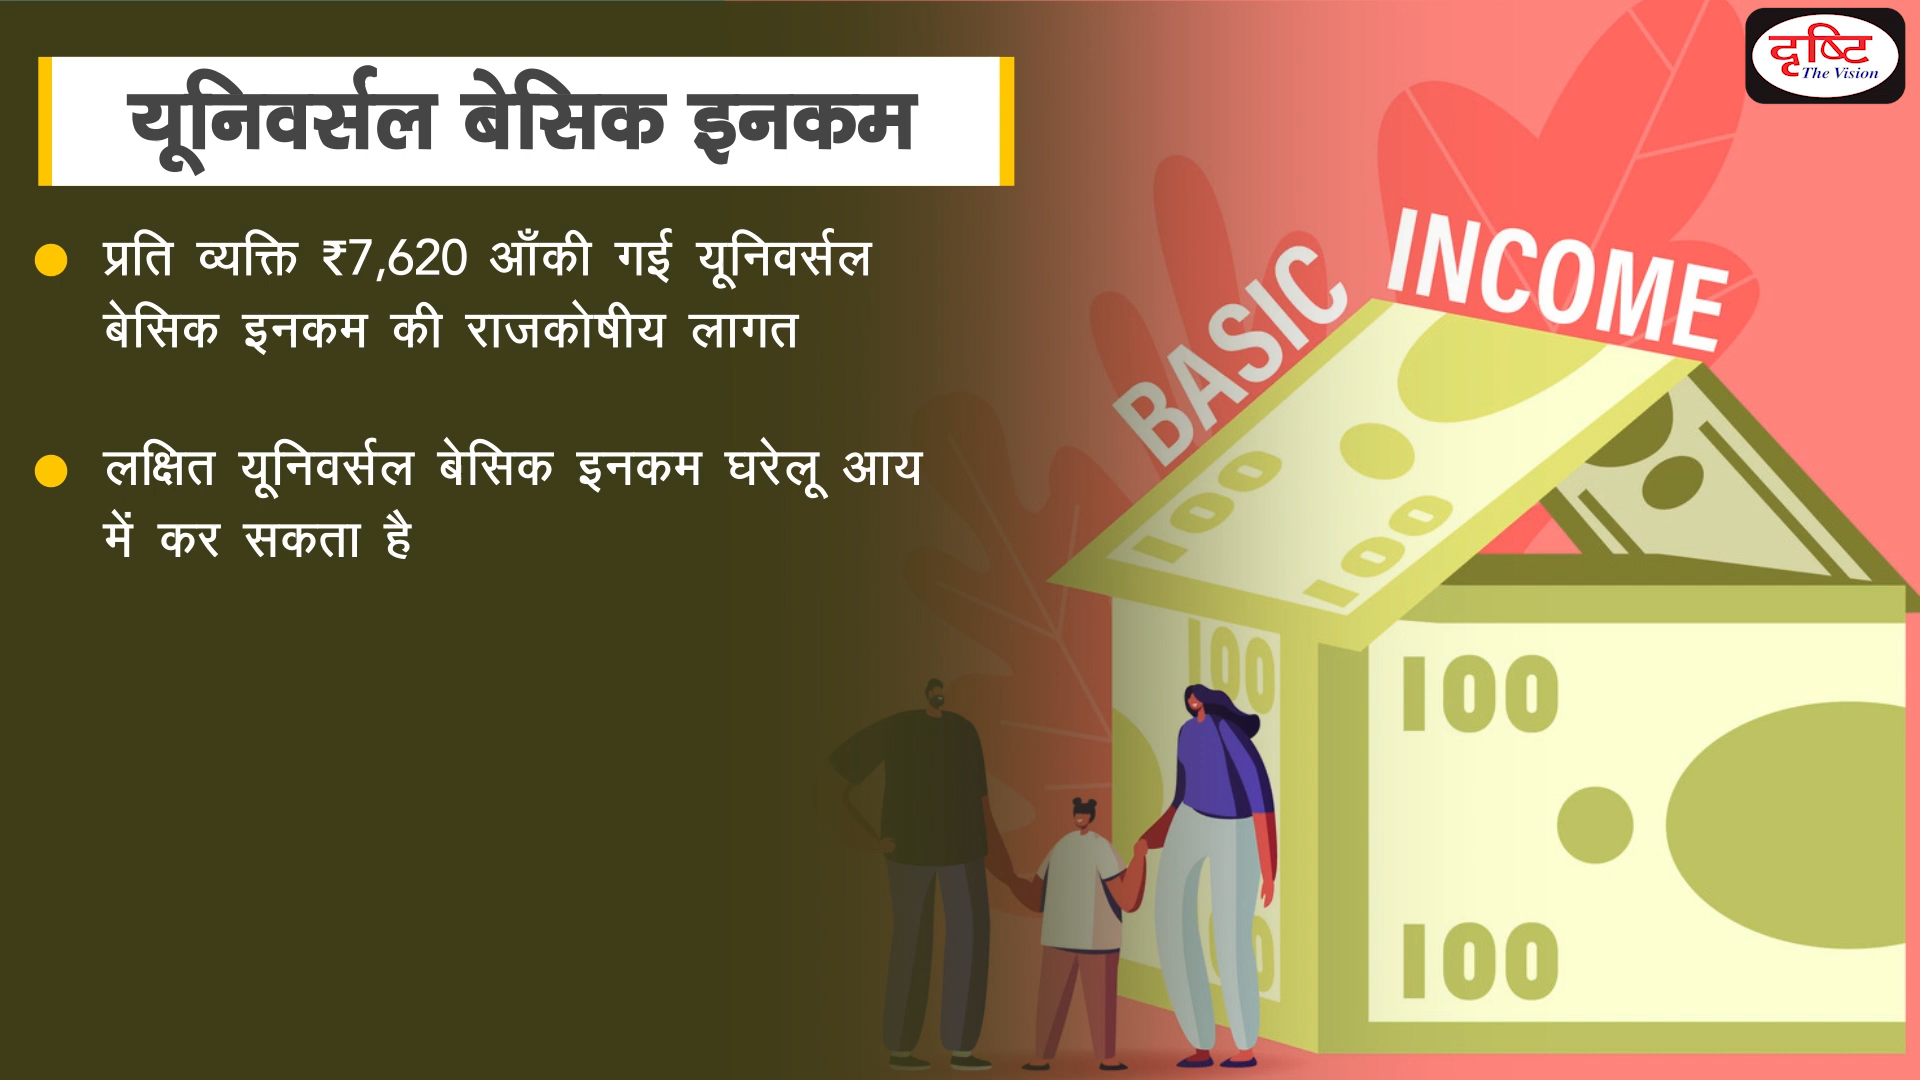 दृष्टि
The Vision
यूनिवर्सल बेसिक इनकम
प्रति व्यक्ति ₹7,620 आँकी गई यूनिवर्सल
बेसिक इनकम की राजकोषीय लागत
लक्षित यूनिवर्सल बेसिक इनकम घरेलू आय
में कर सकता है
BASIC INCOME
100
100
100
100
100
00